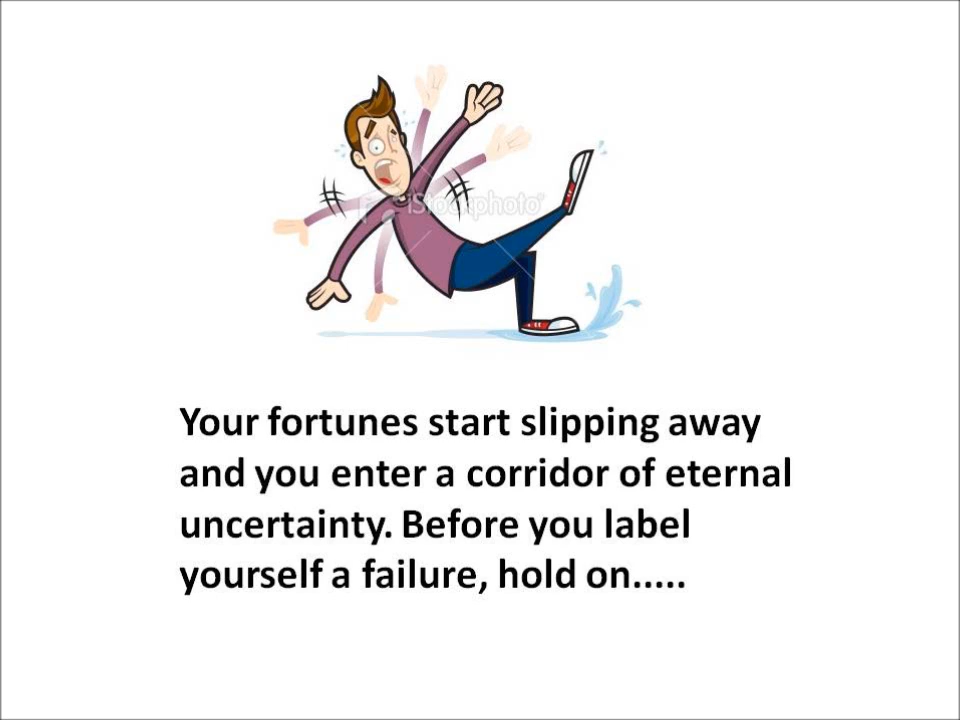 iStockphoto
Your fortunes start slipping away
and you enter a corridor of eternal
uncertainty. Before you label
yourself a failure, hold on.....